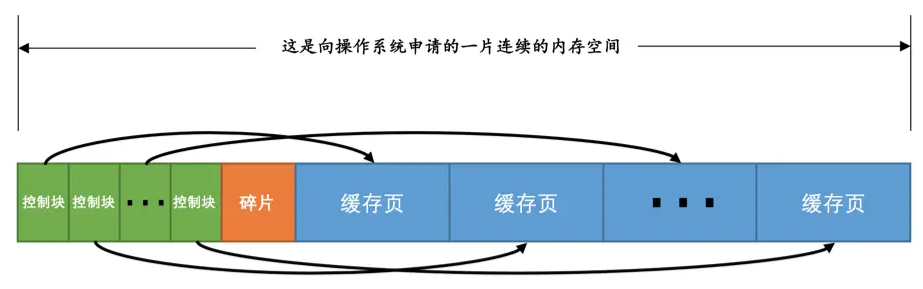 这是向操作系统申请的一片连续的内存空间
控制块 控制块 ··· 控制块 碎片 缓存页 缓存页 ··· 缓存页